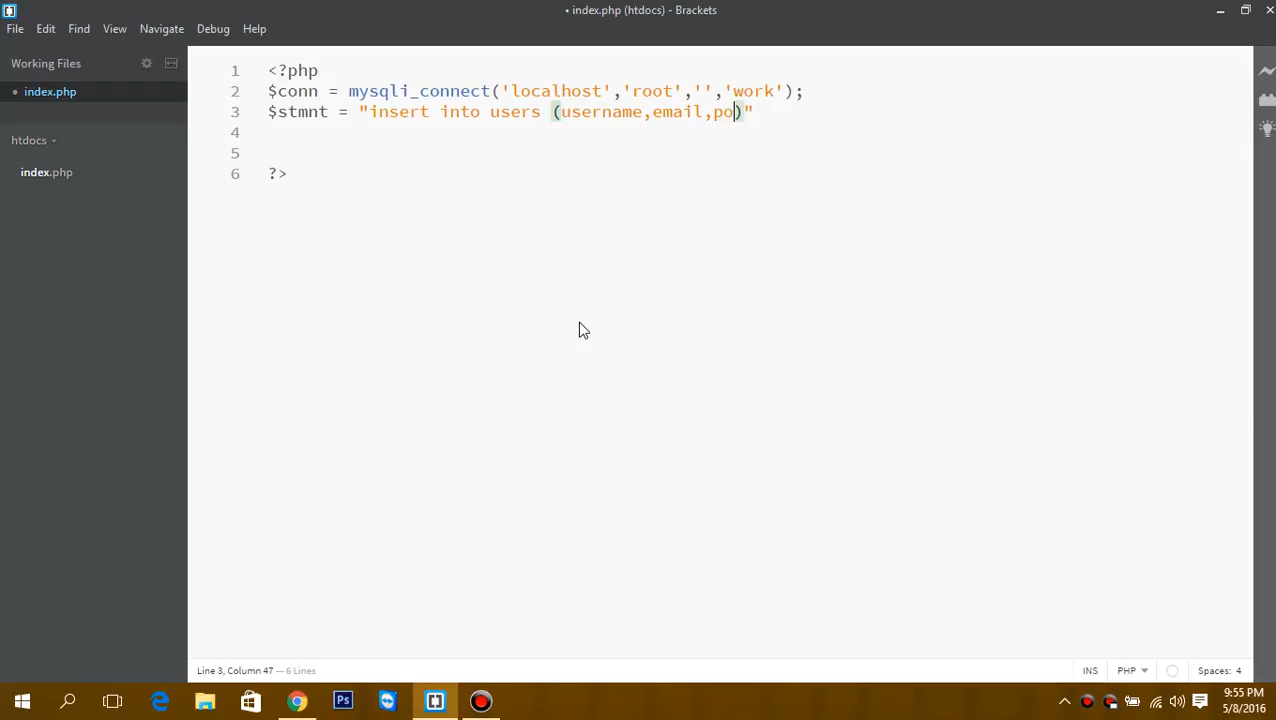 • index.php (htdocs) - Brackets
File Edit Find View Navigate Debug Help
Working Files
• index.php
htdocs
index.php
1 <?php
2 $conn = mysqli_connect('localhost','root','','work');
3 $stmnt = "insert into users (username,email,po)"
4
5
6 ?>
Line 3, Column 47 — 6 Lines
INS PHP Spaces: 4
Ps
9:55 PM
5/8/2016